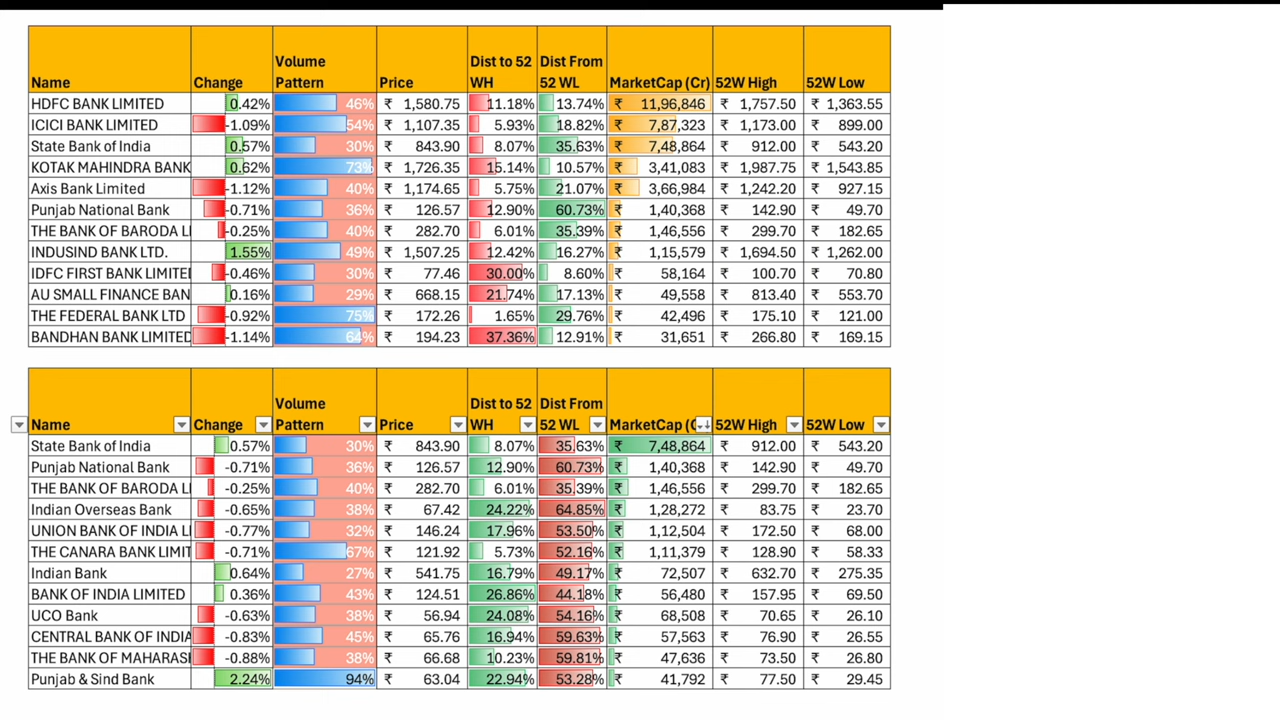 Name Change Volume Pattern Price Dist to 52 WH Dist From 52 WL MarketCap (Cr) 52W High 52W Low
HDFC BANK LIMITED 0.42% 46% ₹ 1,580.75 11.18% 13.74% ₹ 11,96,846 ₹ 1,757.50 ₹ 1,363.55
ICICI BANK LIMITED -1.09% 54% ₹ 1,107.35 5.93% 18.82% ₹ 7,87,323 ₹ 1,173.00 ₹ 899.00
State Bank of India 0.57% 30% ₹ 843.90 8.07% 35.63% ₹ 7,48,864 ₹ 912.00 ₹ 543.20
KOTAK MAHINDRA BANK 0.62% 73% ₹ 1,726.35 15.14% 10.57% ₹ 3,41,083 ₹ 1,987.75 ₹ 1,543.85
Axis Bank Limited -1.12% 40% ₹ 1,174.65 5.75% 21.07% ₹ 3,66,984 ₹ 1,242.20 ₹ 927.15
Punjab National Bank -0.71% 36% ₹ 126.57 12.90% 60.73% ₹ 1,40,368 ₹ 142.90 ₹ 49.70
THE BANK OF BARODA LI -0.25% 40% ₹ 282.70 6.01% 35.39% ₹ 1,46,556 ₹ 299.70 ₹ 182.65
INDUSIND BANK LTD. 1.55% 49% ₹ 1,507.25 12.42% 16.27% ₹ 1,15,579 ₹ 1,694.50 ₹ 1,262.00
IDFC FIRST BANK LIMITED -0.46% 30% ₹ 77.46 30.00% 8.60% ₹ 58,164 ₹ 100.70 ₹ 70.80
AU SMALL FINANCE BAN 0.16% 29% ₹ 668.15 21.74% 17.13% ₹ 49,558 ₹ 813.40 ₹ 553.70
THE FEDERAL BANK LTD -0.92% 75% ₹ 172.26 1.65% 29.76% ₹ 42,496 ₹ 175.10 ₹ 121.00
BANDHAN BANK LIMITED -1.14% 64% ₹ 194.23 37.36% 12.91% ₹ 31,651 ₹ 266.80 ₹ 169.15
Name Change Volume Pattern Price Dist to 52 WH Dist From 52 WL MarketCap (C 52W High 52W Low
State Bank of India 0.57% 30% ₹ 843.90 8.07% 35.63% ₹ 7,48,864 ₹ 912.00 ₹ 543.20
Punjab National Bank -0.71% 36% ₹ 126.57 12.90% 60.73% ₹ 1,40,368 ₹ 142.90 ₹ 49.70
THE BANK OF BARODA LI -0.25% 40% ₹ 282.70 6.01% 35.39% ₹ 1,46,556 ₹ 299.70 ₹ 182.65
Indian Overseas Bank -0.65% 38% ₹ 67.42 24.22% 64.85% ₹ 1,28,272 ₹ 83.75 ₹ 23.70
UNION BANK OF INDIA LI -0.77% 32% ₹ 146.24 17.96% 53.50% ₹ 1,12,504 ₹ 172.50 ₹ 68.00
THE CANARA BANK LIMIT -0.71% 67% ₹ 121.92 5.73% 52.16% ₹ 1,11,379 ₹ 128.90 ₹ 58.33
Indian Bank 0.64% 27% ₹ 541.75 16.79% 49.17% ₹ 72,507 ₹ 632.70 ₹ 275.35
BANK OF INDIA LIMITED 0.36% 43% ₹ 124.51 26.86% 44.18% ₹ 56,480 ₹ 157.95 ₹ 69.50
UCO Bank -0.63% 38% ₹ 56.94 24.08% 54.16% ₹ 68,508 ₹ 70.65 ₹ 26.10
CENTRAL BANK OF INDIA -0.83% 45% ₹ 65.76 16.94% 59.63% ₹ 57,563 ₹ 76.90 ₹ 26.55
THE BANK OF MAHARASH -0.88% 38% ₹ 66.68 10.23% 59.81% ₹ 47,636 ₹ 73.50 ₹ 26.80
Punjab & Sind Bank 2.24% 94% ₹ 63.04 22.94% 53.28% ₹ 41,792 ₹ 77.50 ₹ 29.45